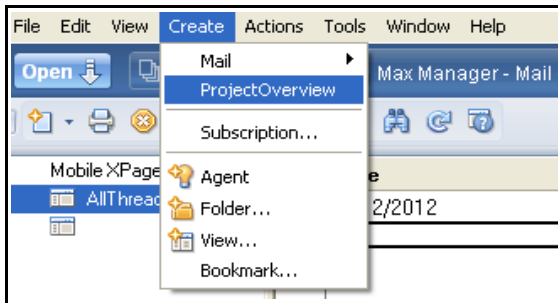 File Edit View Create Actions Tools Window Help
Open Max Manager - Mail
Mail
ProjectOverview
Subscription...
Agent
Folder...
View...
Bookmark...
Mobile XPage
AllThread
e
2/2012